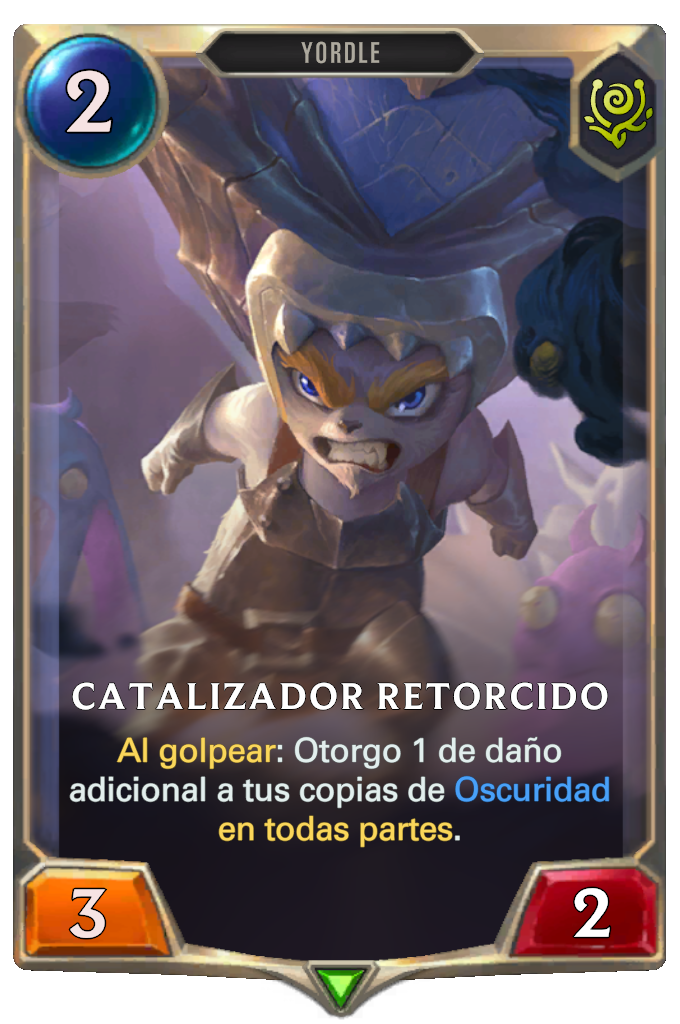 YORDLE
2
CATALIZADOR RETORCIDO
Al golpear: Otorgo 1 de daño
adicional a tus copias de Oscuridad
en todas partes.
3
2